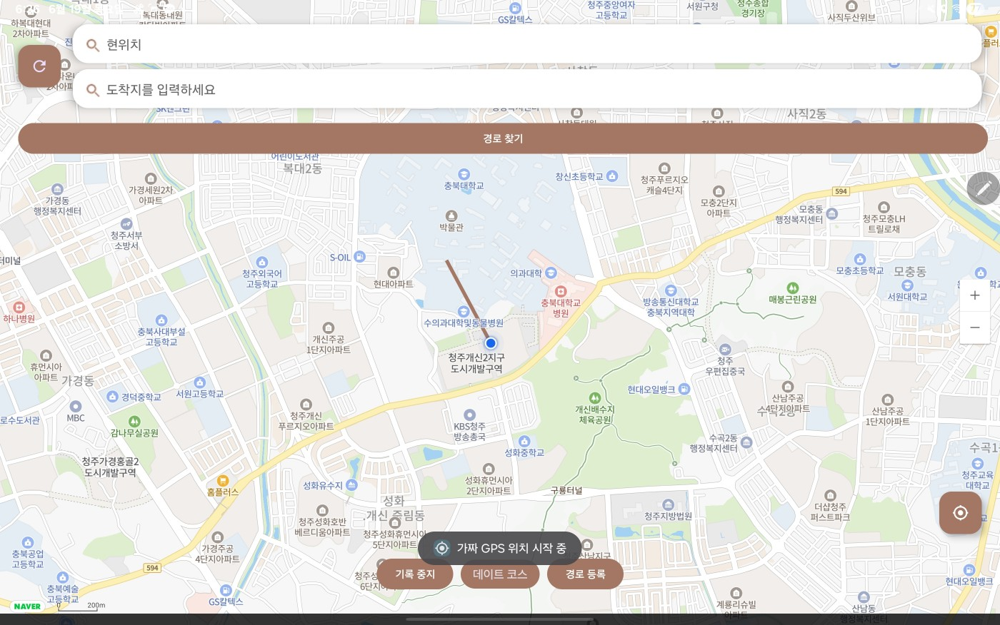 하복대현대
2차아파트
독대동내원
GS칼텍스
청주중앙여자
고등학교
서원구청
청주종합
경기장
사직두산위브
현위치
도착지를 입력하세요
사직2동
경로 찾기
어린이도서관
복대2동
가경세원2차
아파트
가경동
행정복지센터
청주서부
소방서
충북대학교
창신초등학교
청주푸르지오
캐슬4단지
모충2단지
아파트
594
모충동
행정복지센터
청주모충LH
트릴로채
박물관
터미널
S-OIL
청주외국어
고등학교
현대아파트
의과대학
충북대학교
병원
모충초등학교
모충동
서원대학교
매봉근린공원
방송통신대학교
충북지역대학
하나병원
충북사대부설
고등학교
수의과대학및동물병원
개신주공
1단지아파트
청주개신2지구
도시개발구역
휴먼시아
아파트
가경동
청주
우편집중국
경덕중학교
서원고등학교
현대오일뱅크
산남주공
4단지아파트
산남주공
1단지아파트
로수도서관
MBC
감나무실공원
청주개신
푸르지오아파트
KBS청주
방송총국
개신배수지
체육공원
성화중학교
수곡2동
행정복지센터
수곡1
청주가경홍골2
도시개발구역
홈플러스
성화유수지
성화휴먼시아
2단지아파트
구룡터널
청주교육
대학교
성화
.개신.죽림동
청주성화호반
베르디움아파트
청주성화휴먼시아
5단지아파트
청주지방법원
더샵청주
퍼스트파크
충북공업
고등학교
가경주공
4단지아파트
가짜 GPS 위치 시작 중
산남지구
594
기록 중지
데이트 코스
경로 등록
6단지아파트
충북예술
고등학교
GS칼텍스
현대오일뱅크
계룡리슈빌
아파트
산남동
행정복지센터
NAVER
200m